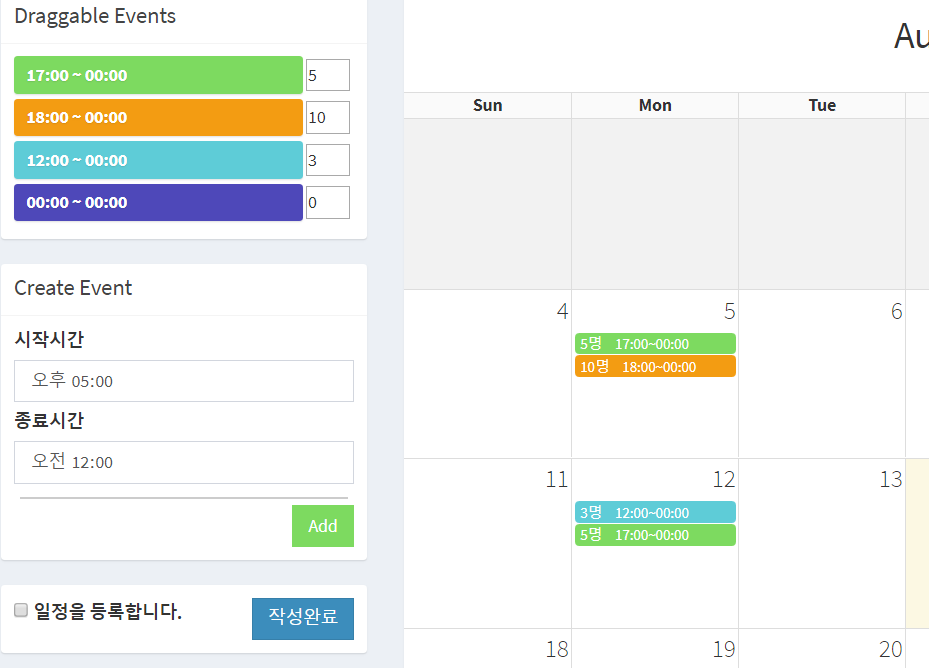 Draggable Events
17:00 ~ 00:00 5
18:00 ~ 00:00 10
12:00 ~ 00:00 3
00:00 ~ 00:00 0
Create Event
시작시간
오후 05:00
종료시간
오전 12:00
Add
일정을 등록합니다. 작성완료
Au
Sun Mon Tue
4 5 6
5명 17:00~00:00
10명 18:00~00:00
11 12 13
3명 12:00~00:00
5명 17:00~00:00
18 19 20